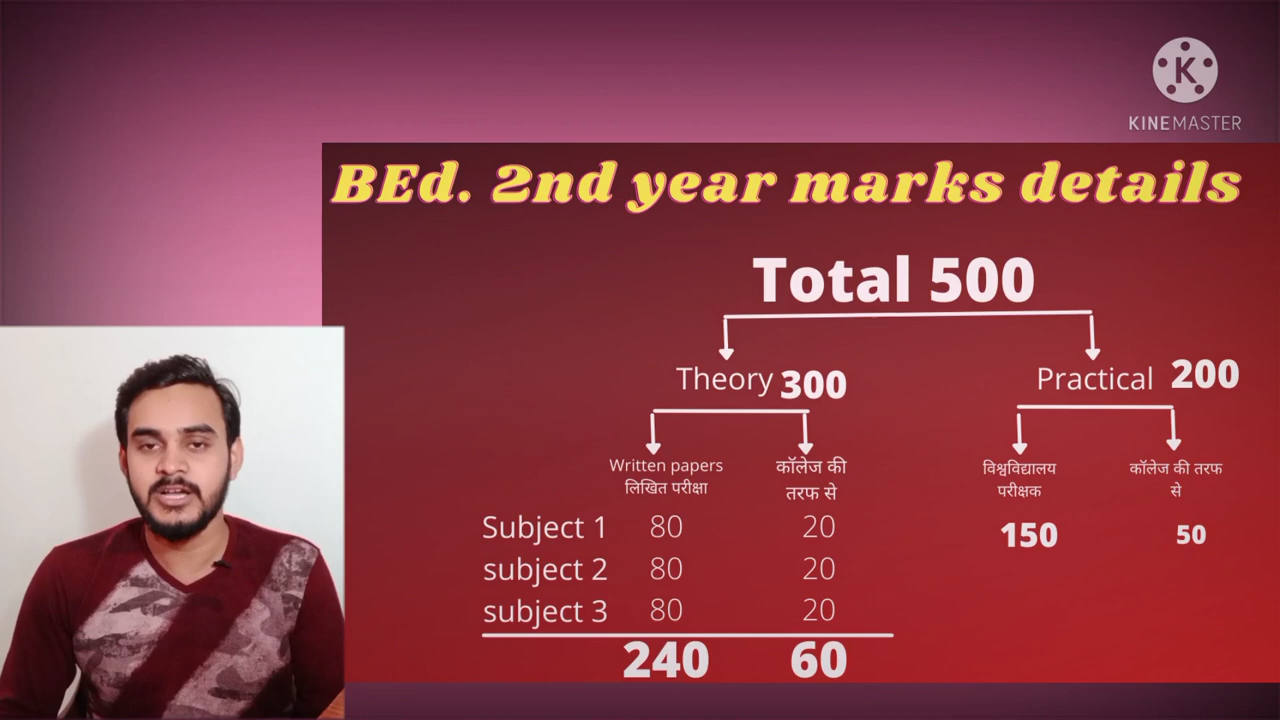 K
KINEMASTER
BEd. 2nd year marks details
Total 500
Theory 300
Practical 200
Written papers
लिखित परीक्षा
कॉलेज की
तरफ से
विश्वविद्यालय
परीक्षक
कॉलेज की तरफ
से
150
50
Subject 1 80 20
subject 2 80 20
subject 3 80 20
240 60